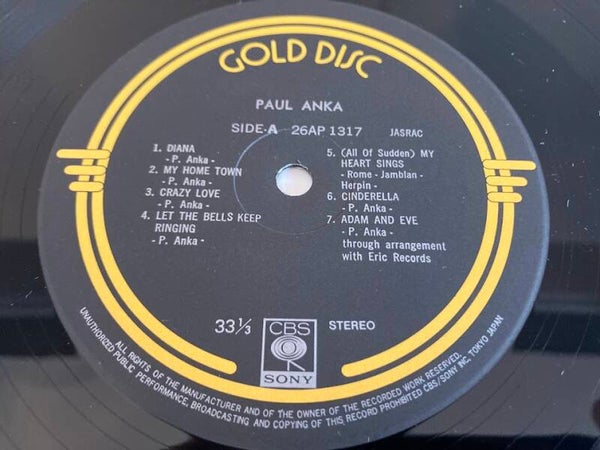 GOLD DISC
PAUL ANKA
SIDE-A 26AP 1317 JASRAC
1. DIANA
- P. Anka -
2. MY HOME TOWN
- P. Anka -
3. CRAZY LOVE
- P. Anka -
4. LET THE BELLS KEEP
RINGING
- P. Anka -
5. (All Of Sudden) MY
HEART SINGS
- Rome - Jamblan -
Herpin -
6. CINDERELLA
- P. Anka -
7. ADAM AND EVE
- P. Anka -
through arrangement
with Eric Records
33 1/3
CBS
SONY
STEREO
ALL RIGHTS OF THE MANUFACTURER AND OF THE OWNER OF THE RECORDED WORK RESERVED.
UNAUTHORIZED PUBLIC PERFORMANCE, BROADCASTING AND COPYING OF THIS RECORD PROHIBITED CBS/SONY INC. TOKYO JAPAN